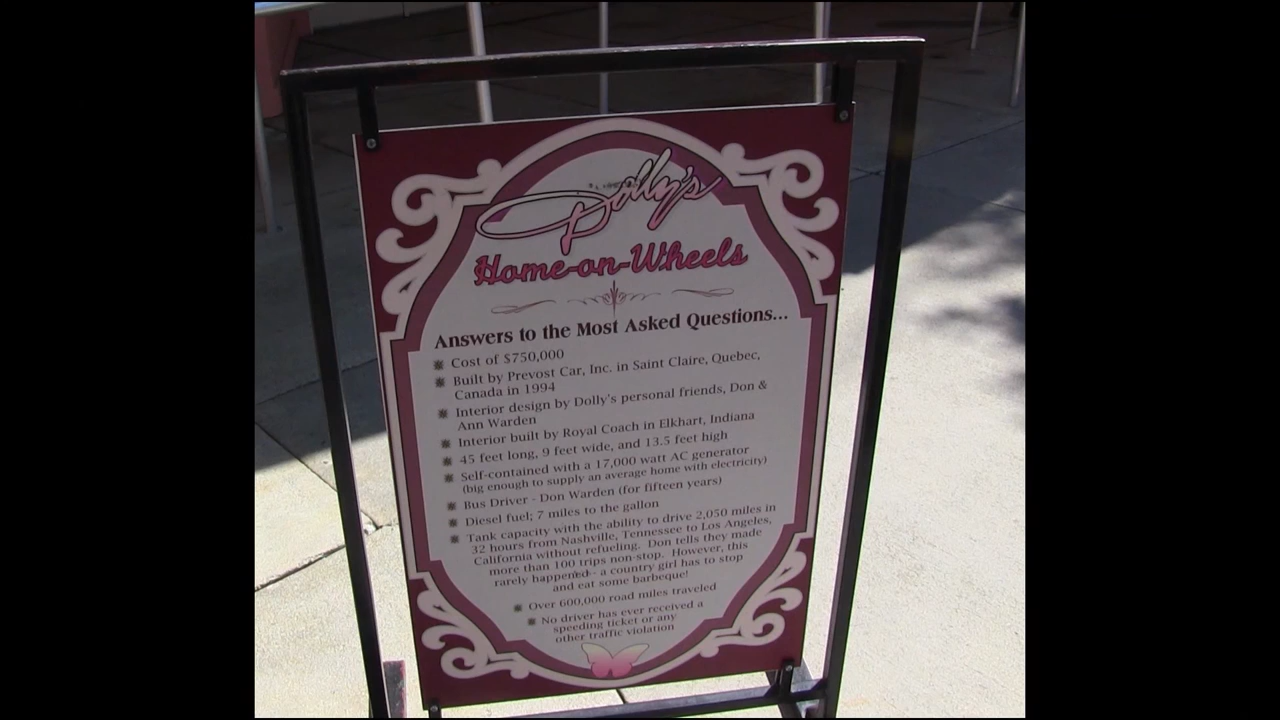 Dolly's
Home-on-Wheels
Answers to the Most Asked Questions...
Cost of $750,000
Built by Prevost Car, Inc. in Saint Claire, Quebec,
Canada in 1994
Interior design by Dolly's personal friends, Don &
Ann Warden
Interior built by Royal Coach in Elkhart, Indiana
45 feet long, 9 feet wide, and 13.5 feet high
Self-contained with a 17,000 watt AC generator
(big enough to supply an average home with electricity)
Bus Driver - Don Warden (for fifteen years)
Diesel fuel; 7 miles to the gallon
Tank capacity with the ability to drive 2,050 miles in
32 hours from Nashville, Tennessee to Los Angeles,
California without refueling. Don tells they made
more than 100 trips non-stop. However, this
rarely happened - a country girl has to stop
and eat some barbeque!
Over 600,000 road miles traveled
No driver has ever received a
speeding ticket or any
other traffic violation